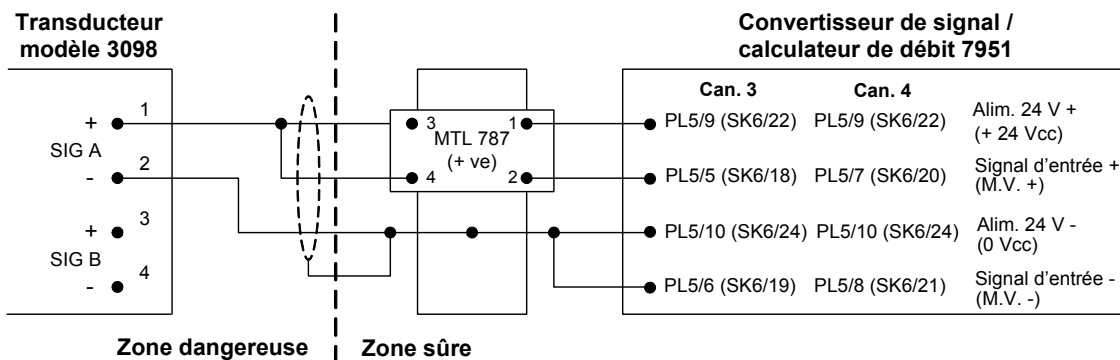 Transducteur
modèle 3098
Convertisseur de signal /
calculateur de débit 7951
Can. 3 Can. 4
+ 1
SIG A
- 2
+ 3
SIG B
- 4
3 1
MTL 787
(+ ve)
4 2
PL5/9 (SK6/22) PL5/9 (SK6/22) Alim. 24 V +
(+ 24 Vcc)
PL5/5 (SK6/18) PL5/7 (SK6/20) Signal d’entrée +
(M.V. +)
PL5/10 (SK6/24) PL5/10 (SK6/24) Alim. 24 V -
(0 Vcc)
PL5/6 (SK6/19) PL5/8 (SK6/21) Signal d’entrée -
(M.V. -)
Zone dangereuse Zone sûre